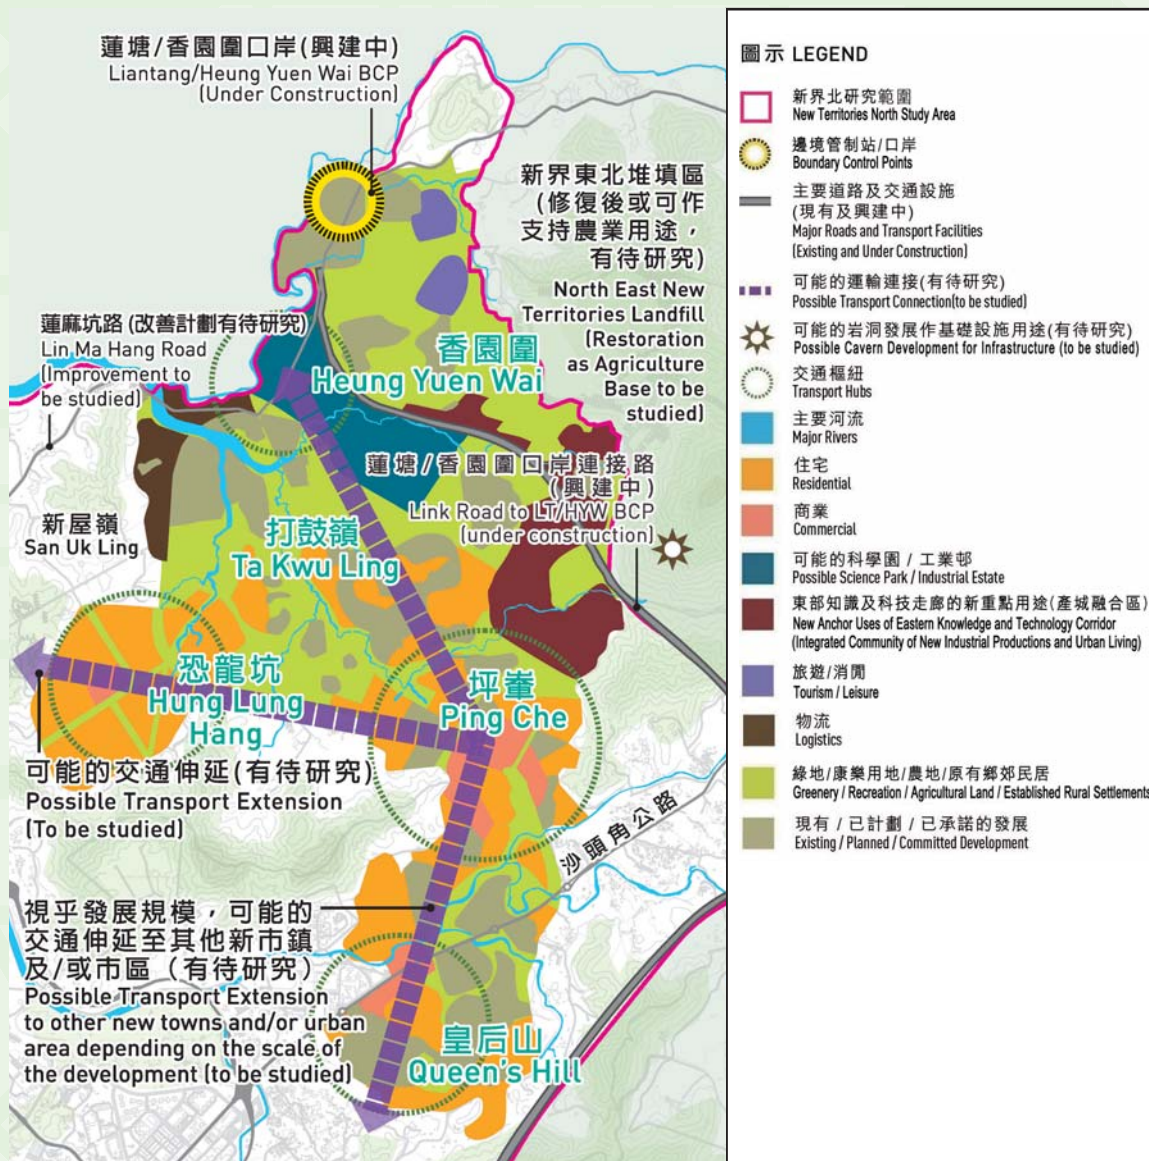 蓮塘/香園圍口岸(興建中)
Liantang/Heung Yuen Wai BCP
(Under Construction)
新界東北堆填區
(修復後或可作
支持農業用途，
有待研究)
North East New
Territories Landfill
(Restoration
as Agriculture
Base to be
studied)
蓮麻坑路 (改善計劃有待研究)
Lin Ma Hang Road
(Improvement to
be studied)
香園圍
Heung Yuen Wai
蓮塘/香園圍口岸連接路
(興建中)
Link Road to LT/HYW BCP
(under construction)
新屋嶺
San Uk Ling
打鼓嶺
Ta Kwu Ling
恐龍坑
Hung Lung
Hang
坪輋
Ping Che
可能的交通伸延(有待研究)
Possible Transport Extension
(To be studied)
沙頭角公路
視乎發展規模，可能的
交通伸延至其他新市鎮
及/或市區（有待研究）
Possible Transport Extension
to other new towns and/or urban
area depending on the scale of
the development (to be studied)
皇后山
Queen's Hill
圖示 LEGEND
新界北研究範圍
New Territories North Study Area
邊境管制站/口岸
Boundary Control Points
主要道路及交通設施
(現有及興建中)
Major Roads and Transport Facilities
(Existing and Under Construction)
可能的運輸連接(有待研究)
Possible Transport Connection(to be studied)
可能的岩洞發展作基礎設施用途(有待研究)
Possible Cavern Development for Infrastructure (to be studied)
交通樞紐
Transport Hubs
主要河流
Major Rivers
住宅
Residential
商業
Commercial
可能的科學園 / 工業邨
Possible Science Park / Industrial Estate
東部知識及科技走廊的新重點用途(產城融合區)
New Anchor Uses of Eastern Knowledge and Technology Corridor
(Integrated Community of New Industrial Productions and Urban Living)
旅遊/消閒
Tourism / Leisure
物流
Logistics
綠地/康樂用地/農地/原有鄉郊民居
Greenery / Recreation / Agricultural Land / Established Rural Settlements
現有 / 已計劃 / 已承諾的發展
Existing / Planned / Committed Development